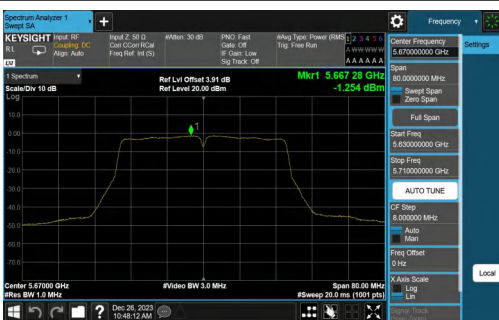 Spectrum Analyzer 1
Swept SA
Frequency
KEYSIGHT
Input: RF
Input Z: 50 Ω
#Atten: 30 dB
PNO: Fast
#Avg Type: Power (RMS
1 2 3 4 5 6
RL
Coupling: DC
Corr CCorr RCal
Gate: Off
Trig: Free Run
A W W W W W
Align: Auto
Freq Ref: Int (S)
IF Gain: Low
A A A A A A
Sig Track: Off
LXI
1 Spectrum
Ref Lvl Offset 3.91 dB
Mkr1 5.667 28 GHz
Scale/Div 10 dB
Ref Level 20.00 dBm
-1.254 dBm
Log
10.0
0.00
-10.0
-20.0
-30.0
-40.0
-50.0
-60.0
-70.0
1
Center 5.67000 GHz
#Video BW 3.0 MHz
Span 80.00 MHz
#Res BW 1.0 MHz
#Sweep 20.0 ms (1001 pts)
Dec 26, 2023
10:48:12 AM
Center Frequency
5.670000000 GHz
Settings
Span
80.0000000 MHz
Swept Span
Zero Span
Full Span
Start Freq
5.630000000 GHz
Stop Freq
5.710000000 GHz
AUTO TUNE
CF Step
8.000000 MHz
Auto
Man
Freq Offset
0 Hz
X Axis Scale
Log
Lin
Local
Signal Track